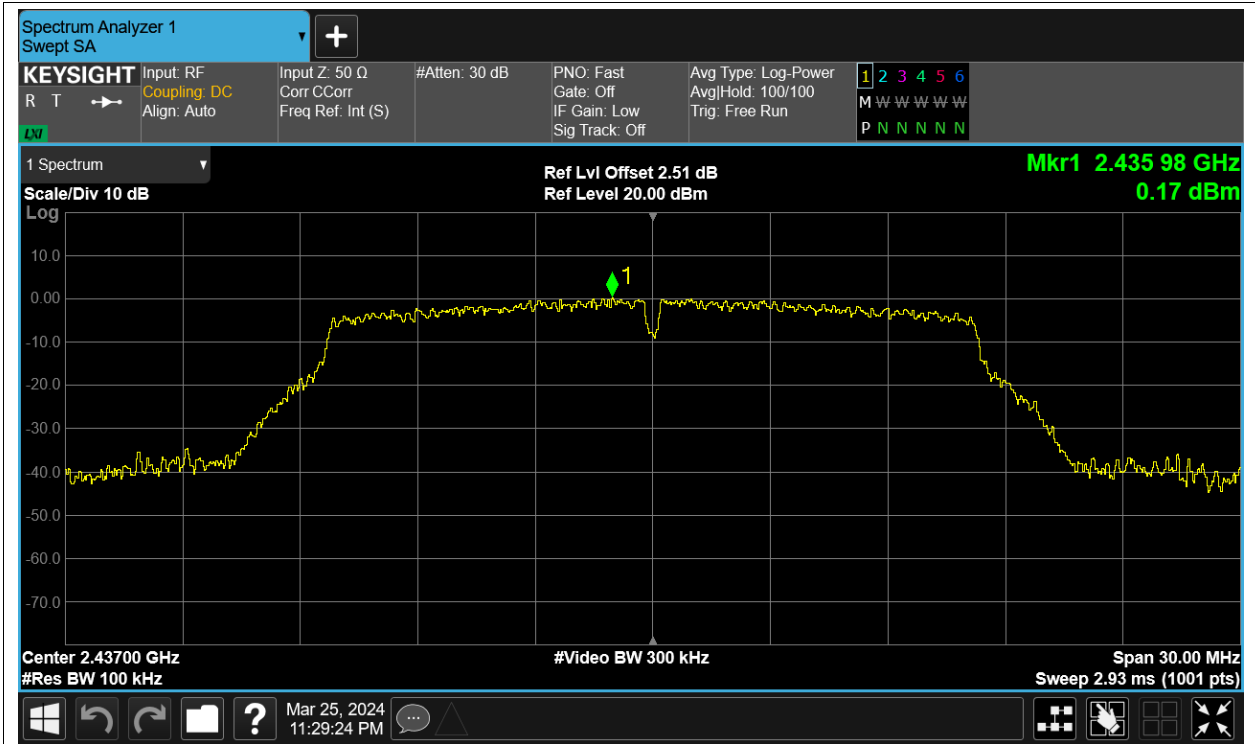 Spectrum Analyzer 1
Swept SA
KEYSIGHT
R T
LXI
Input: RF
Coupling: DC
Align: Auto
Input Z: 50 Ω
Corr CCorr
Freq Ref: Int (S)
#Atten: 30 dB
PNO: Fast
Gate: Off
IF Gain: Low
Sig Track: Off
Avg Type: Log-Power
Avg|Hold: 100/100
Trig: Free Run
1 2 3 4 5 6
M W W W W W
P N N N N N
1 Spectrum
Scale/Div 10 dB
Log
Ref Lvl Offset 2.51 dB
Ref Level 20.00 dBm
Mkr1 2.435 98 GHz
0.17 dBm
10.0
0.00
-10.0
-20.0
-30.0
-40.0
-50.0
-60.0
-70.0
1
Center 2.43700 GHz
#Res BW 100 kHz
#Video BW 300 kHz
Span 30.00 MHz
Sweep 2.93 ms (1001 pts)
?
Mar 25, 2024
11:29:24 PM